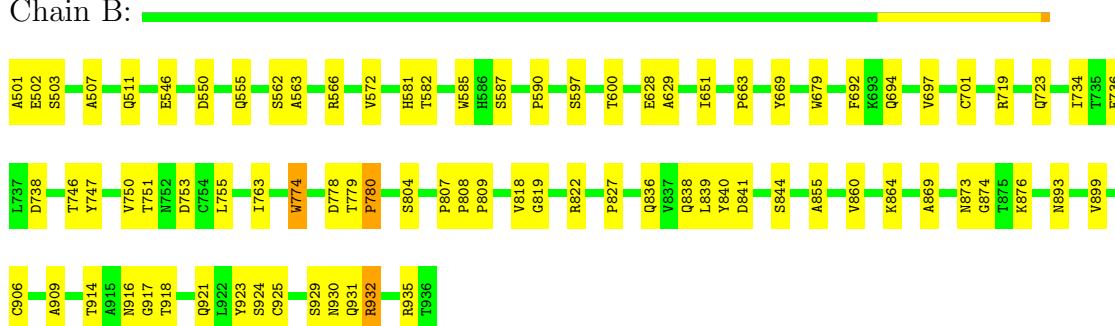 Chain B:
A501 E502 S503 A507 Q511 E546 D550 Q555 S562 A563 R566 V572 H581 T582 W585 H586 S587 P590 S597 T600 E628 A629 I651 P663 Y669 W679 F692 K693 Q694 V697 C701 R719 Q723 I734 T735
L737 D738 T746 Y747 V750 T751 N752 D753 C754 L755 I763 W774 D778 T779 P780 S804 P807 P808 P809 V818 G819 R822 P827 Q836 V837 Q838 L839 Y840 D841 S844 A855 V860 K864 A869 N873 G874 T875 K876 N893 V899
C906 A909 T914 A915 N916 G917 T918 Q921 L922 Y923 S924 C925 S929 N930 Q931 R932 R935 T936